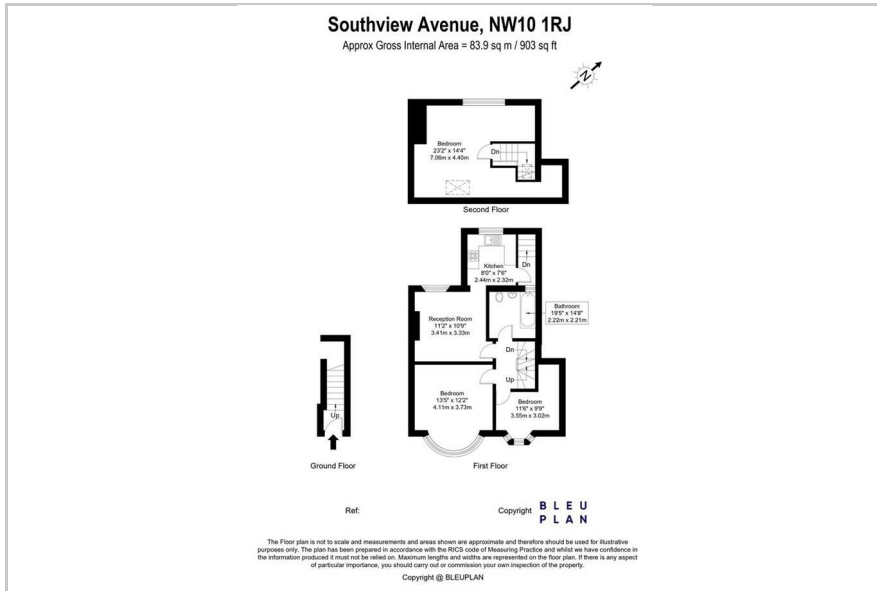 Southview Avenue, NW10 1RJ
Approx Gross Internal Area = 83.9 sq m / 903 sq ft
N
Bedroom
23'2" x 14'4"
7.06m x 4.40m
Dn
Second Floor
Kitchen
8'0" x 7'6"
2.44m x 2.32m
Dn
Reception Room
11'2" x 10'9"
3.41m x 3.33m
Bathroom
19'5" x 14'8"
2.22m x 2.21m
Dn
Up
Bedroom
13'5" x 12'2"
4.11m x 3.73m
Bedroom
11'6" x 9'9"
3.55m x 3.02m
Up
Ground Floor
First Floor
Ref:
Copyright
BLEU
PLAN
The Floor plan is not to scale and measurements and areas shown are approximate and therefore should be used for illustrative
purposes only. The plan has been prepared in accordance with the RICS code of Measuring Practice and whilst we have confidence in
the information produced it must not be relied on. Maximum lengths and widths are represented on the floor plan. If there is any aspect
of particular importance, you should carry out or commission your own inspection of the property.
Copyright @ BLEUPLAN